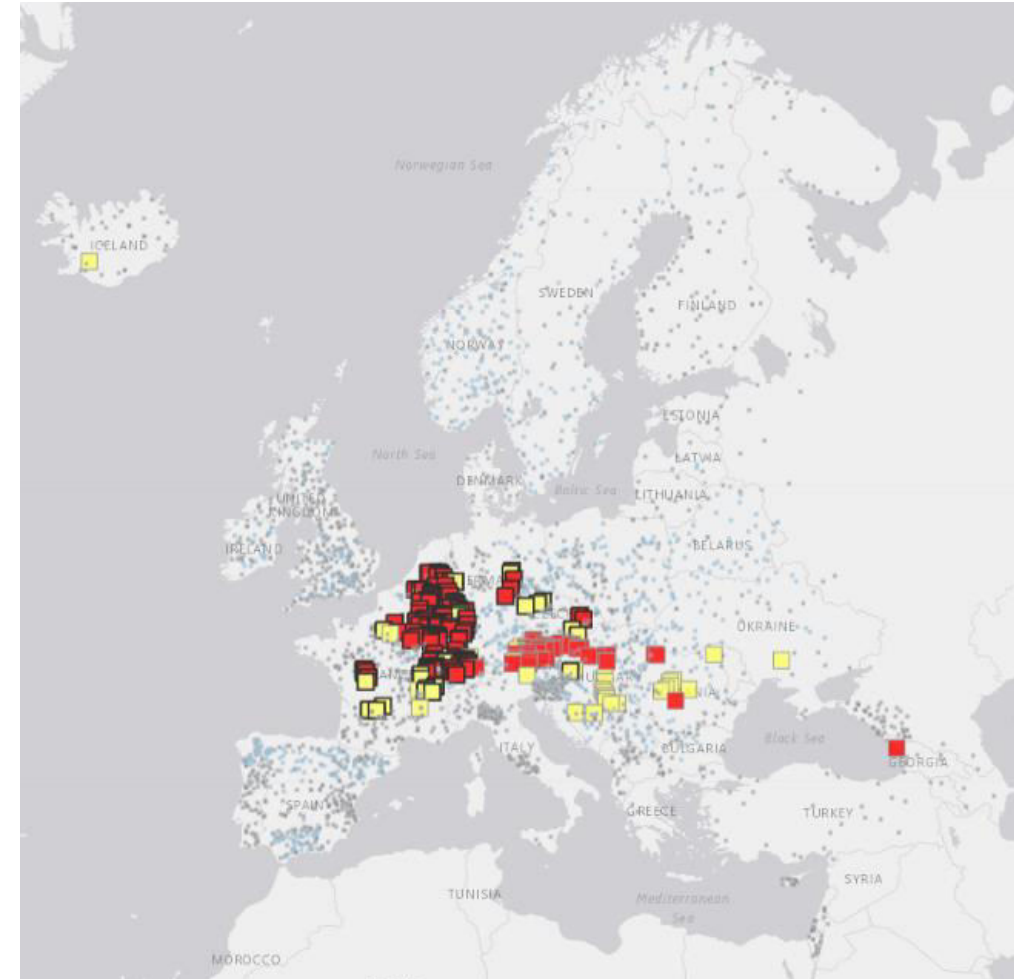 Norwegian Sea
ICELAND
SWEDEN
FINLAND
NORWAY
ESTONIA
North Sea
LATVIA
DENMARK
Baltic Sea
LITHUANIA
UNITED
KINGDOM
IRELAND
BELARUS
UKRAINE
Black Sea
ITALY
BULGARIA
GEORGIA
SPAIN
GREECE
TURKEY
SYRIA
TUNISIA
Mediterranean
Sea
MOROCCO